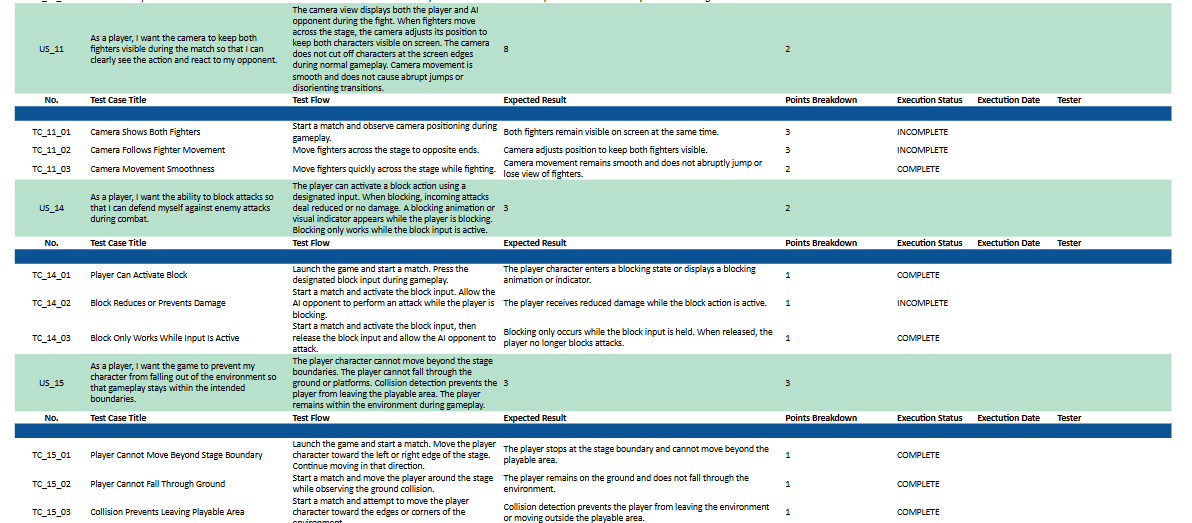 The camera view displays both the player and AI
opponent during the fight. When fighters move
across the stage, the camera adjusts its position to
keep both characters visible on screen. The camera
does not cut off characters at the screen edges
during normal gameplay. Camera movement is
smooth and does not cause abrupt jumps or
disorienting transitions.
US_11
As a player, I want the camera to keep both
fighters visible during the match so that I can
clearly see the action and react to my opponent.
8
2
No. Test Case Title Test Flow Expected Result Points Breakdown Execution Status Exectution Date Tester
TC_11_01 Camera Shows Both Fighters
Start a match and observe camera positioning during
gameplay.
Both fighters remain visible on screen at the same time. 3 INCOMPLETE
TC_11_02 Camera Follows Fighter Movement Move fighters across the stage to opposite ends. Camera adjusts position to keep both fighters visible. 3 INCOMPLETE
TC_11_03 Camera Movement Smoothness Move fighters quickly across the stage while fighting.
Camera movement remains smooth and does not abruptly jump or
lose view of fighters.
2 COMPLETE
US_14
As a player, I want the ability to block attacks so
that I can defend myself against enemy attacks
during combat.
The player can activate a block action using a
designated input. When blocking, incoming attacks
deal reduced or no damage. A blocking animation or
visual indicator appears while the player is blocking.
Blocking only works while the block input is active.
3
2
No. Test Case Title Test Flow Expected Result Points Breakdown Execution Status Exectution Date Tester
TC_14_01 Player Can Activate Block
Launch the game and start a match. Press the
designated block input during gameplay.
The player character enters a blocking state or displays a blocking
animation or indicator.
1 COMPLETE
TC_14_02 Block Reduces or Prevents Damage
Start a match and activate the block input. Allow the
AI opponent to perform an attack while the player is
blocking.
The player receives reduced damage while the block action is active. 1 INCOMPLETE
TC_14_03 Block Only Works While Input Is Active
Start a match and activate the block input, then
release the block input and allow the AI opponent to
attack.
Blocking only occurs while the block input is held. When released, the
player no longer blocks attacks.
1 COMPLETE
US_15
As a player, I want the game to prevent my
character from falling out of the environment so
that gameplay stays within the intended
boundaries.
The player character cannot move beyond the stage
boundaries. The player cannot fall through the
ground or platforms. Collision detection prevents the
player from leaving the playable area. The player
remains within the environment during gameplay.
3
3
No. Test Case Title Test Flow Expected Result Points Breakdown Execution Status Exectution Date Tester
TC_15_01 Player Cannot Move Beyond Stage Boundary
Launch the game and start a match. Move the player
character toward the left or right edge of the stage.
Continue moving in that direction.
The player stops at the stage boundary and cannot move beyond the
playable area.
1 COMPLETE
TC_15_02 Player Cannot Fall Through Ground
Start a match and move the player around the stage
while observing the ground collision.
The player remains on the ground and does not fall through the
environment.
1 COMPLETE
TC_15_03 Collision Prevents Leaving Playable Area
Start a match and attempt to move the player
character toward the edges or corners of the
environment.
Collision detection prevents the player from leaving the environment
or moving outside the playable area.
1 COMPLETE